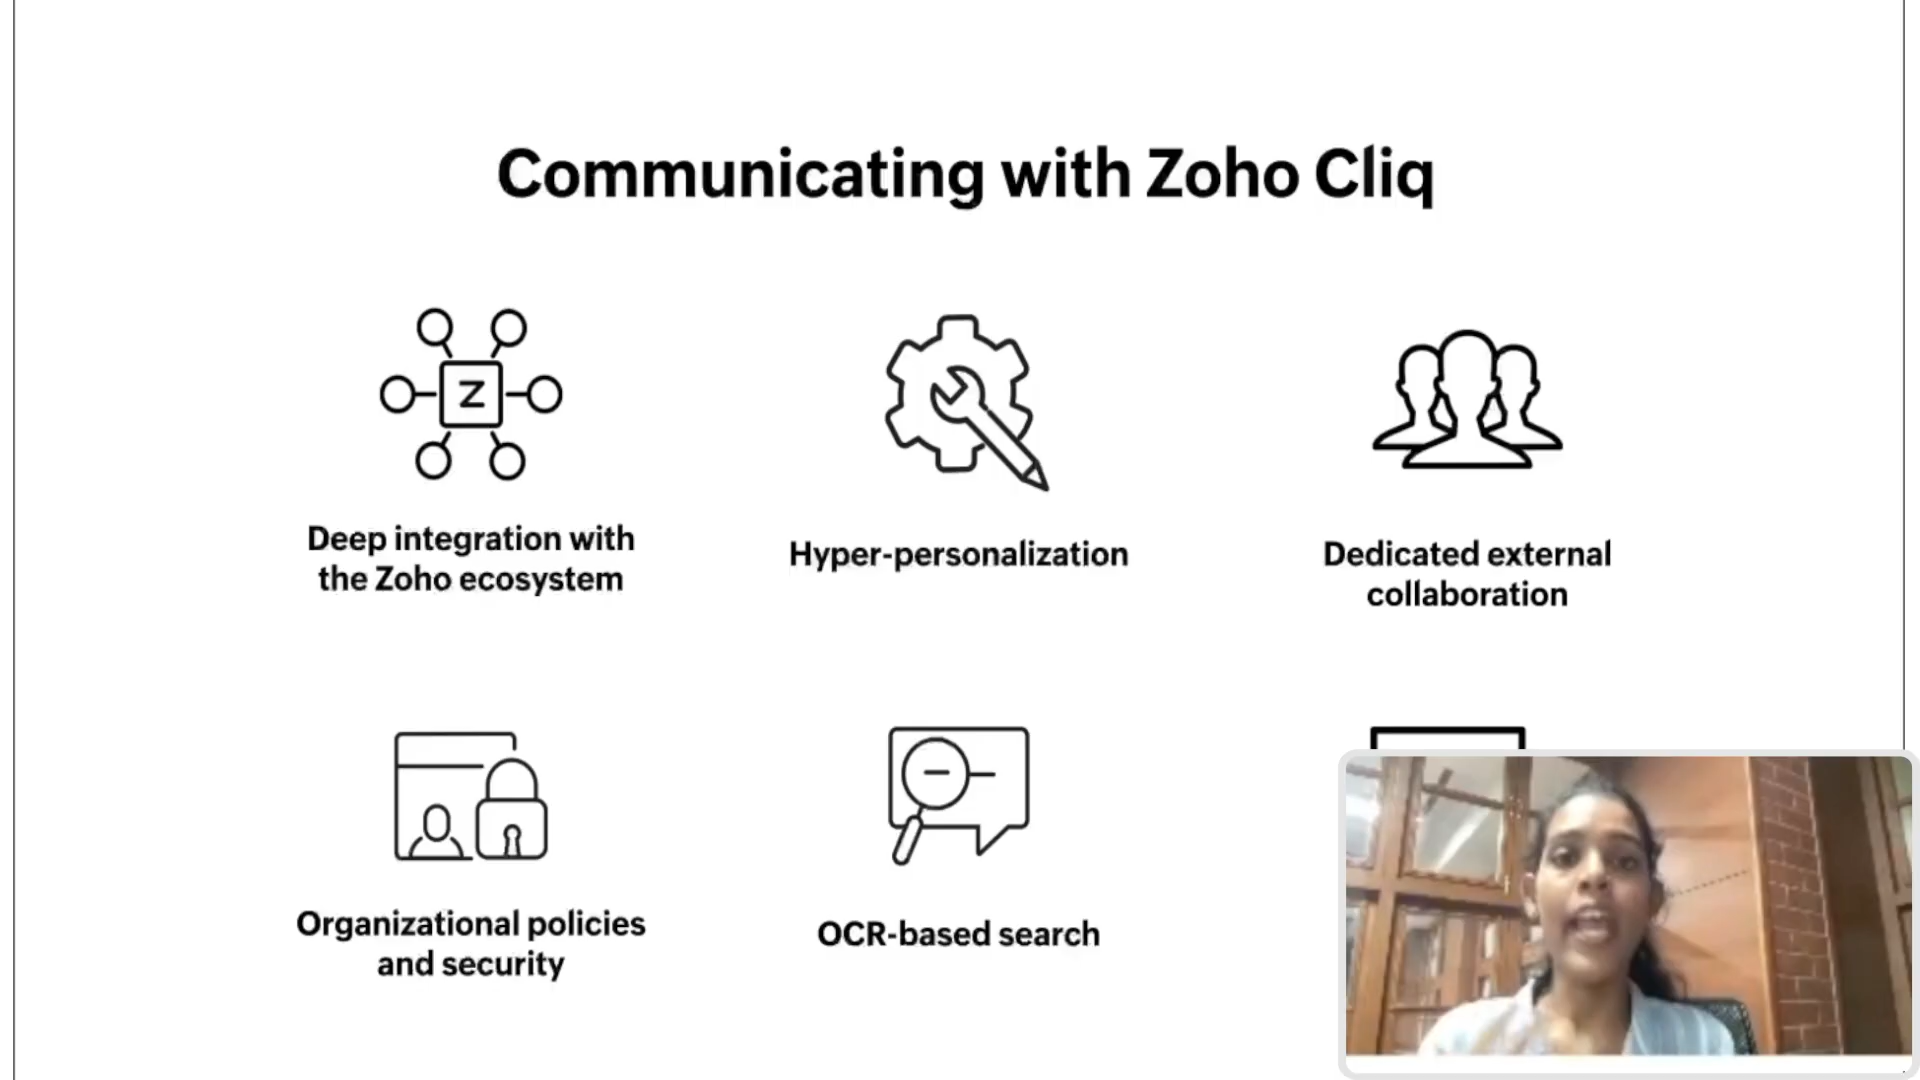 Communicating with Zoho Cliq
Z
Deep integration with
the Zoho ecosystem
Hyper-personalization
Dedicated external
collaboration
Organizational policies
and security
OCR-based search